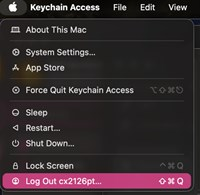 Keychain Access File Edit View
About This Mac
System Settings...
App Store
Force Quit Keychain Access ⌥⇧⌘⎋
Sleep
Restart...
Shut Down...
Lock Screen ⌃⌘Q
Log Out cx2126pt... ⇧⌘Q